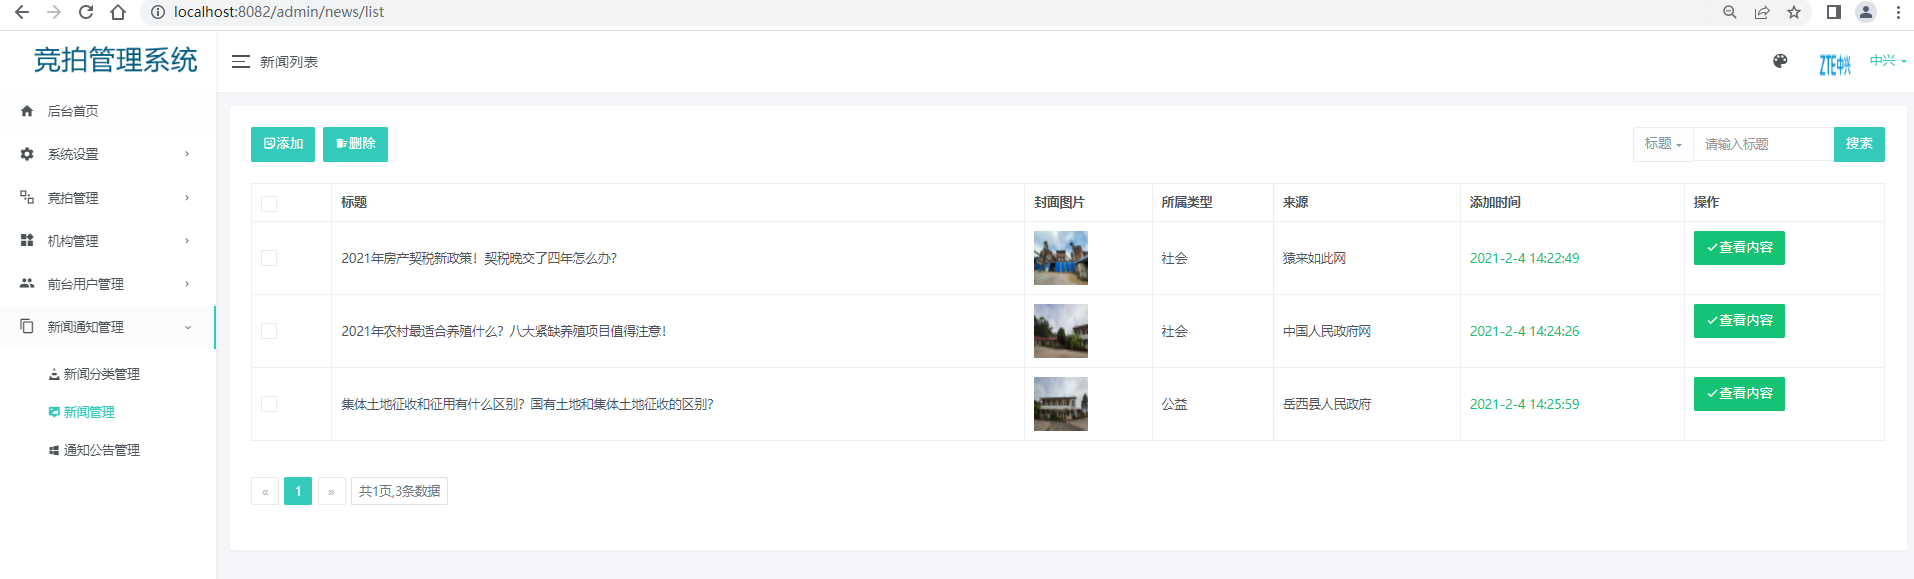 localhost:8082/admin/news/list
竞拍管理系统
新闻列表
ZTE中兴
中兴
后台首页
系统设置
竞拍管理
机构管理
前台用户管理
新闻通知管理
新闻分类管理
新闻管理
通知公告管理
添加
删除
标题
请输入标题
搜索
标题 封面图片 所属类型 来源 添加时间 操作
2021年房产契税新政策！契税晚交了四年怎么办？ 社会 猿来如此网 2021-2-4 14:22:49 查看内容
2021年农村最适合养殖什么？八大紧缺养殖项目值得注意！ 社会 中国人民政府网 2021-2-4 14:24:26 查看内容
集体土地征收和征用有什么区别？国有土地和集体土地征收的区别？ 公益 岳西县人民政府 2021-2-4 14:25:59 查看内容
« 1 » 共1页,3条数据